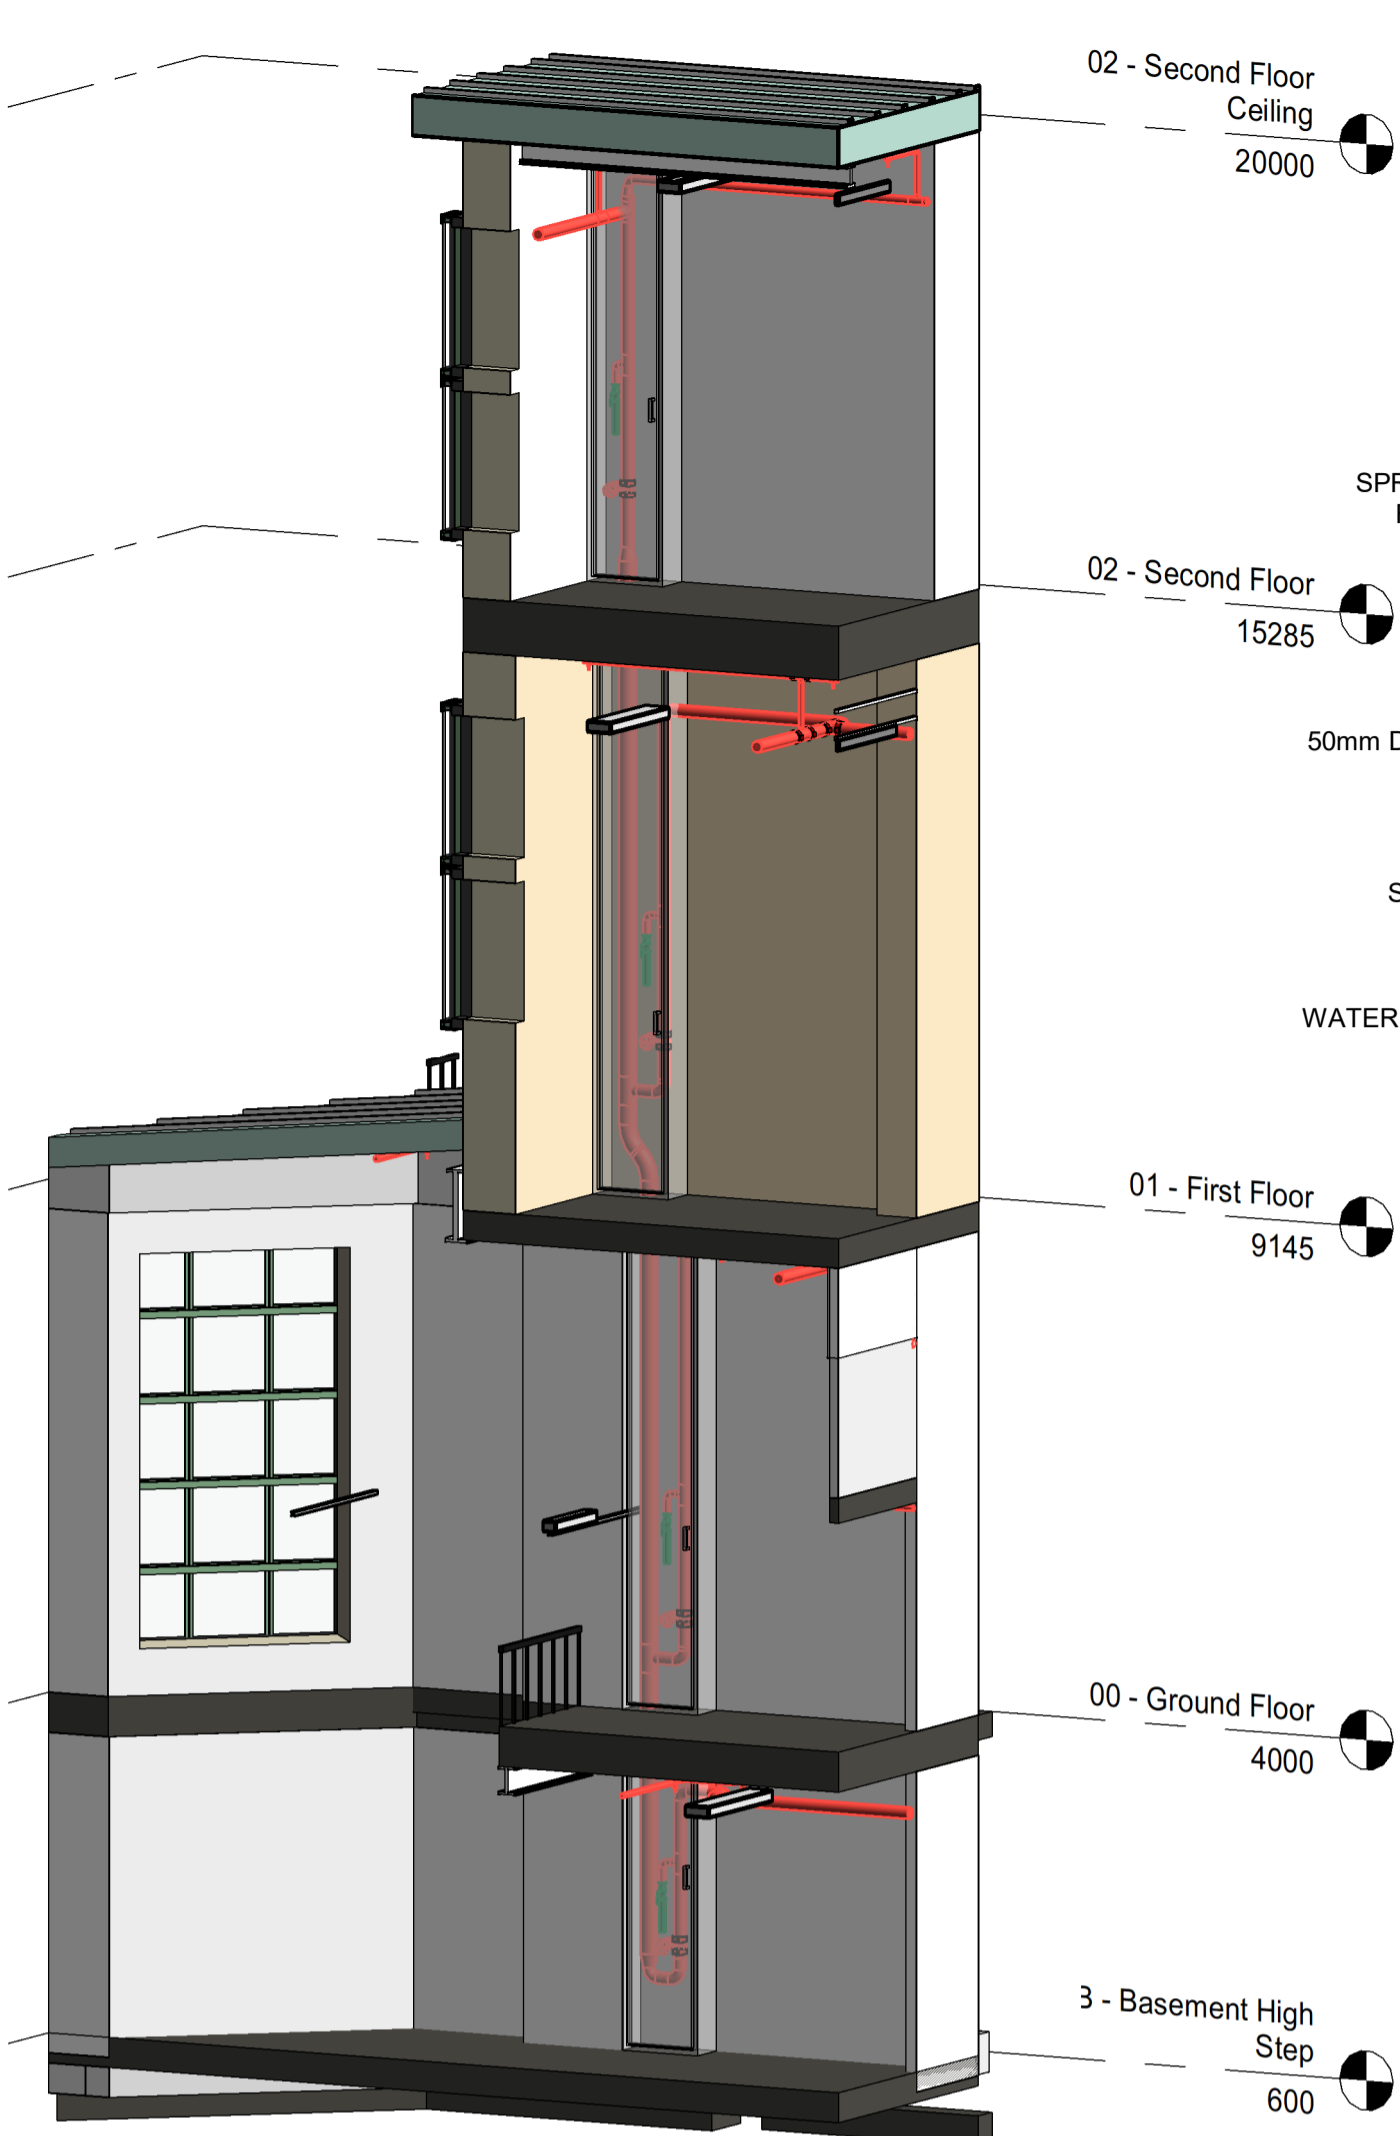 02 - Second Floor
Ceiling
20000
SPR
02 - Second Floor
15285
50mm D
S
WATER
01 - First Floor
9145
00 - Ground Floor
4000
B - Basement High
Step
600